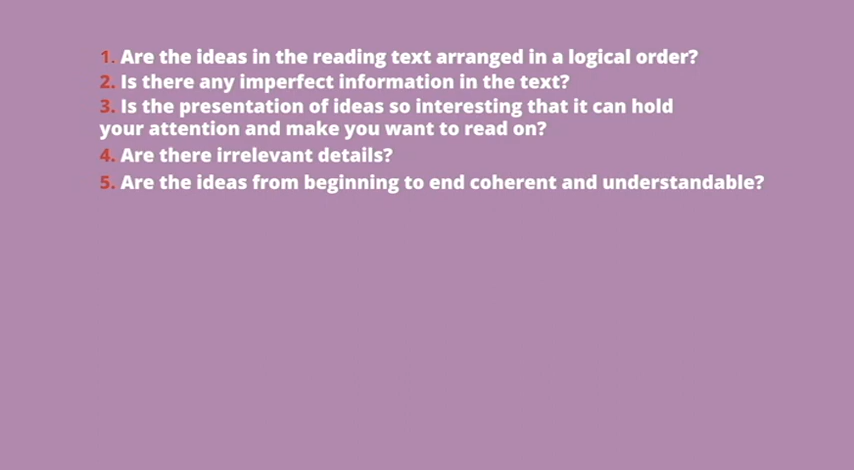 1. Are the ideas in the reading text arranged in a logical order?
2. Is there any imperfect information in the text?
3. Is the presentation of ideas so interesting that it can hold
your attention and make you want to read on?
4. Are there irrelevant details?
5. Are the ideas from beginning to end coherent and understandable?